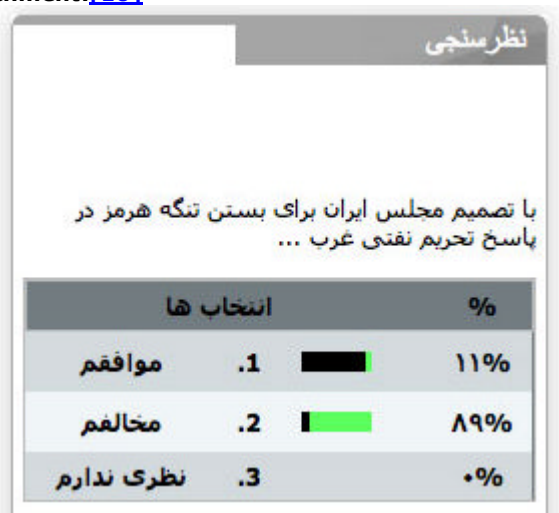 نظرسنجی
با تصمیم مجلس ایران برای بستن تنگه هرمز در
پاسخ تحریم نفتی غرب ...
انتخاب ها %
موافقم .1 ۱۱%
مخالفم .2 ۸۹%
نظری ندارم .3 ۰%